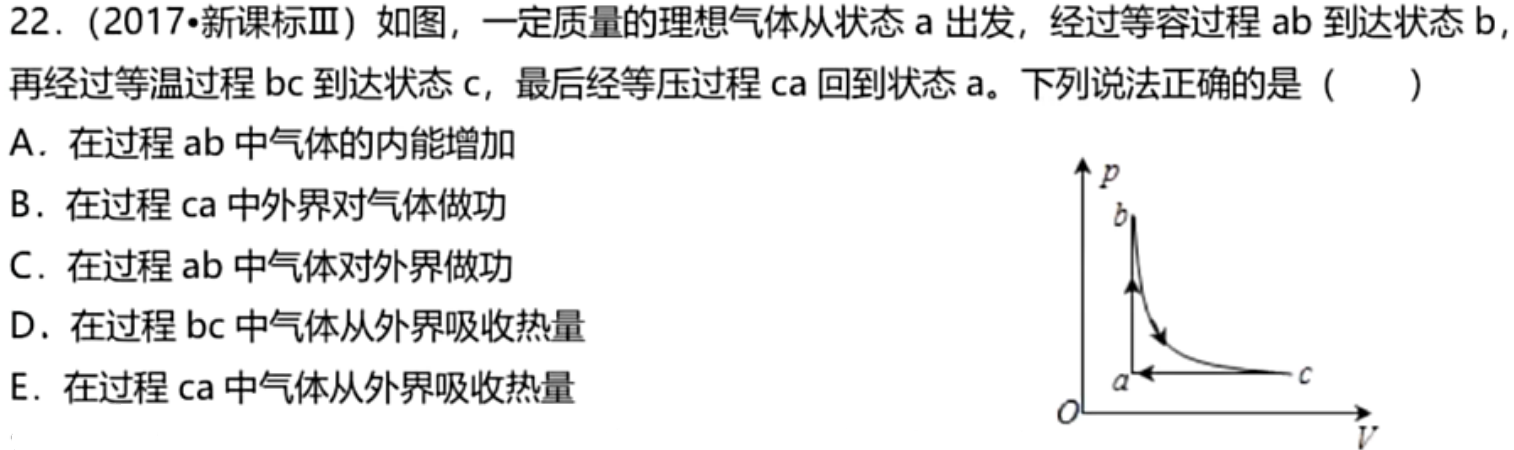 22.（2017•新课标Ⅲ）如图，一定质量的理想气体从状态 a 出发，经过等容过程 ab 到达状态 b，
再经过等温过程 bc 到达状态 c，最后经等压过程 ca 回到状态 a。下列说法正确的是（　　）
A．在过程 ab 中气体的内能增加
B．在过程 ca 中外界对气体做功
C．在过程 ab 中气体对外界做功
D．在过程 bc 中气体从外界吸收热量
E．在过程 ca 中气体从外界吸收热量
p
b
a
c
O
V